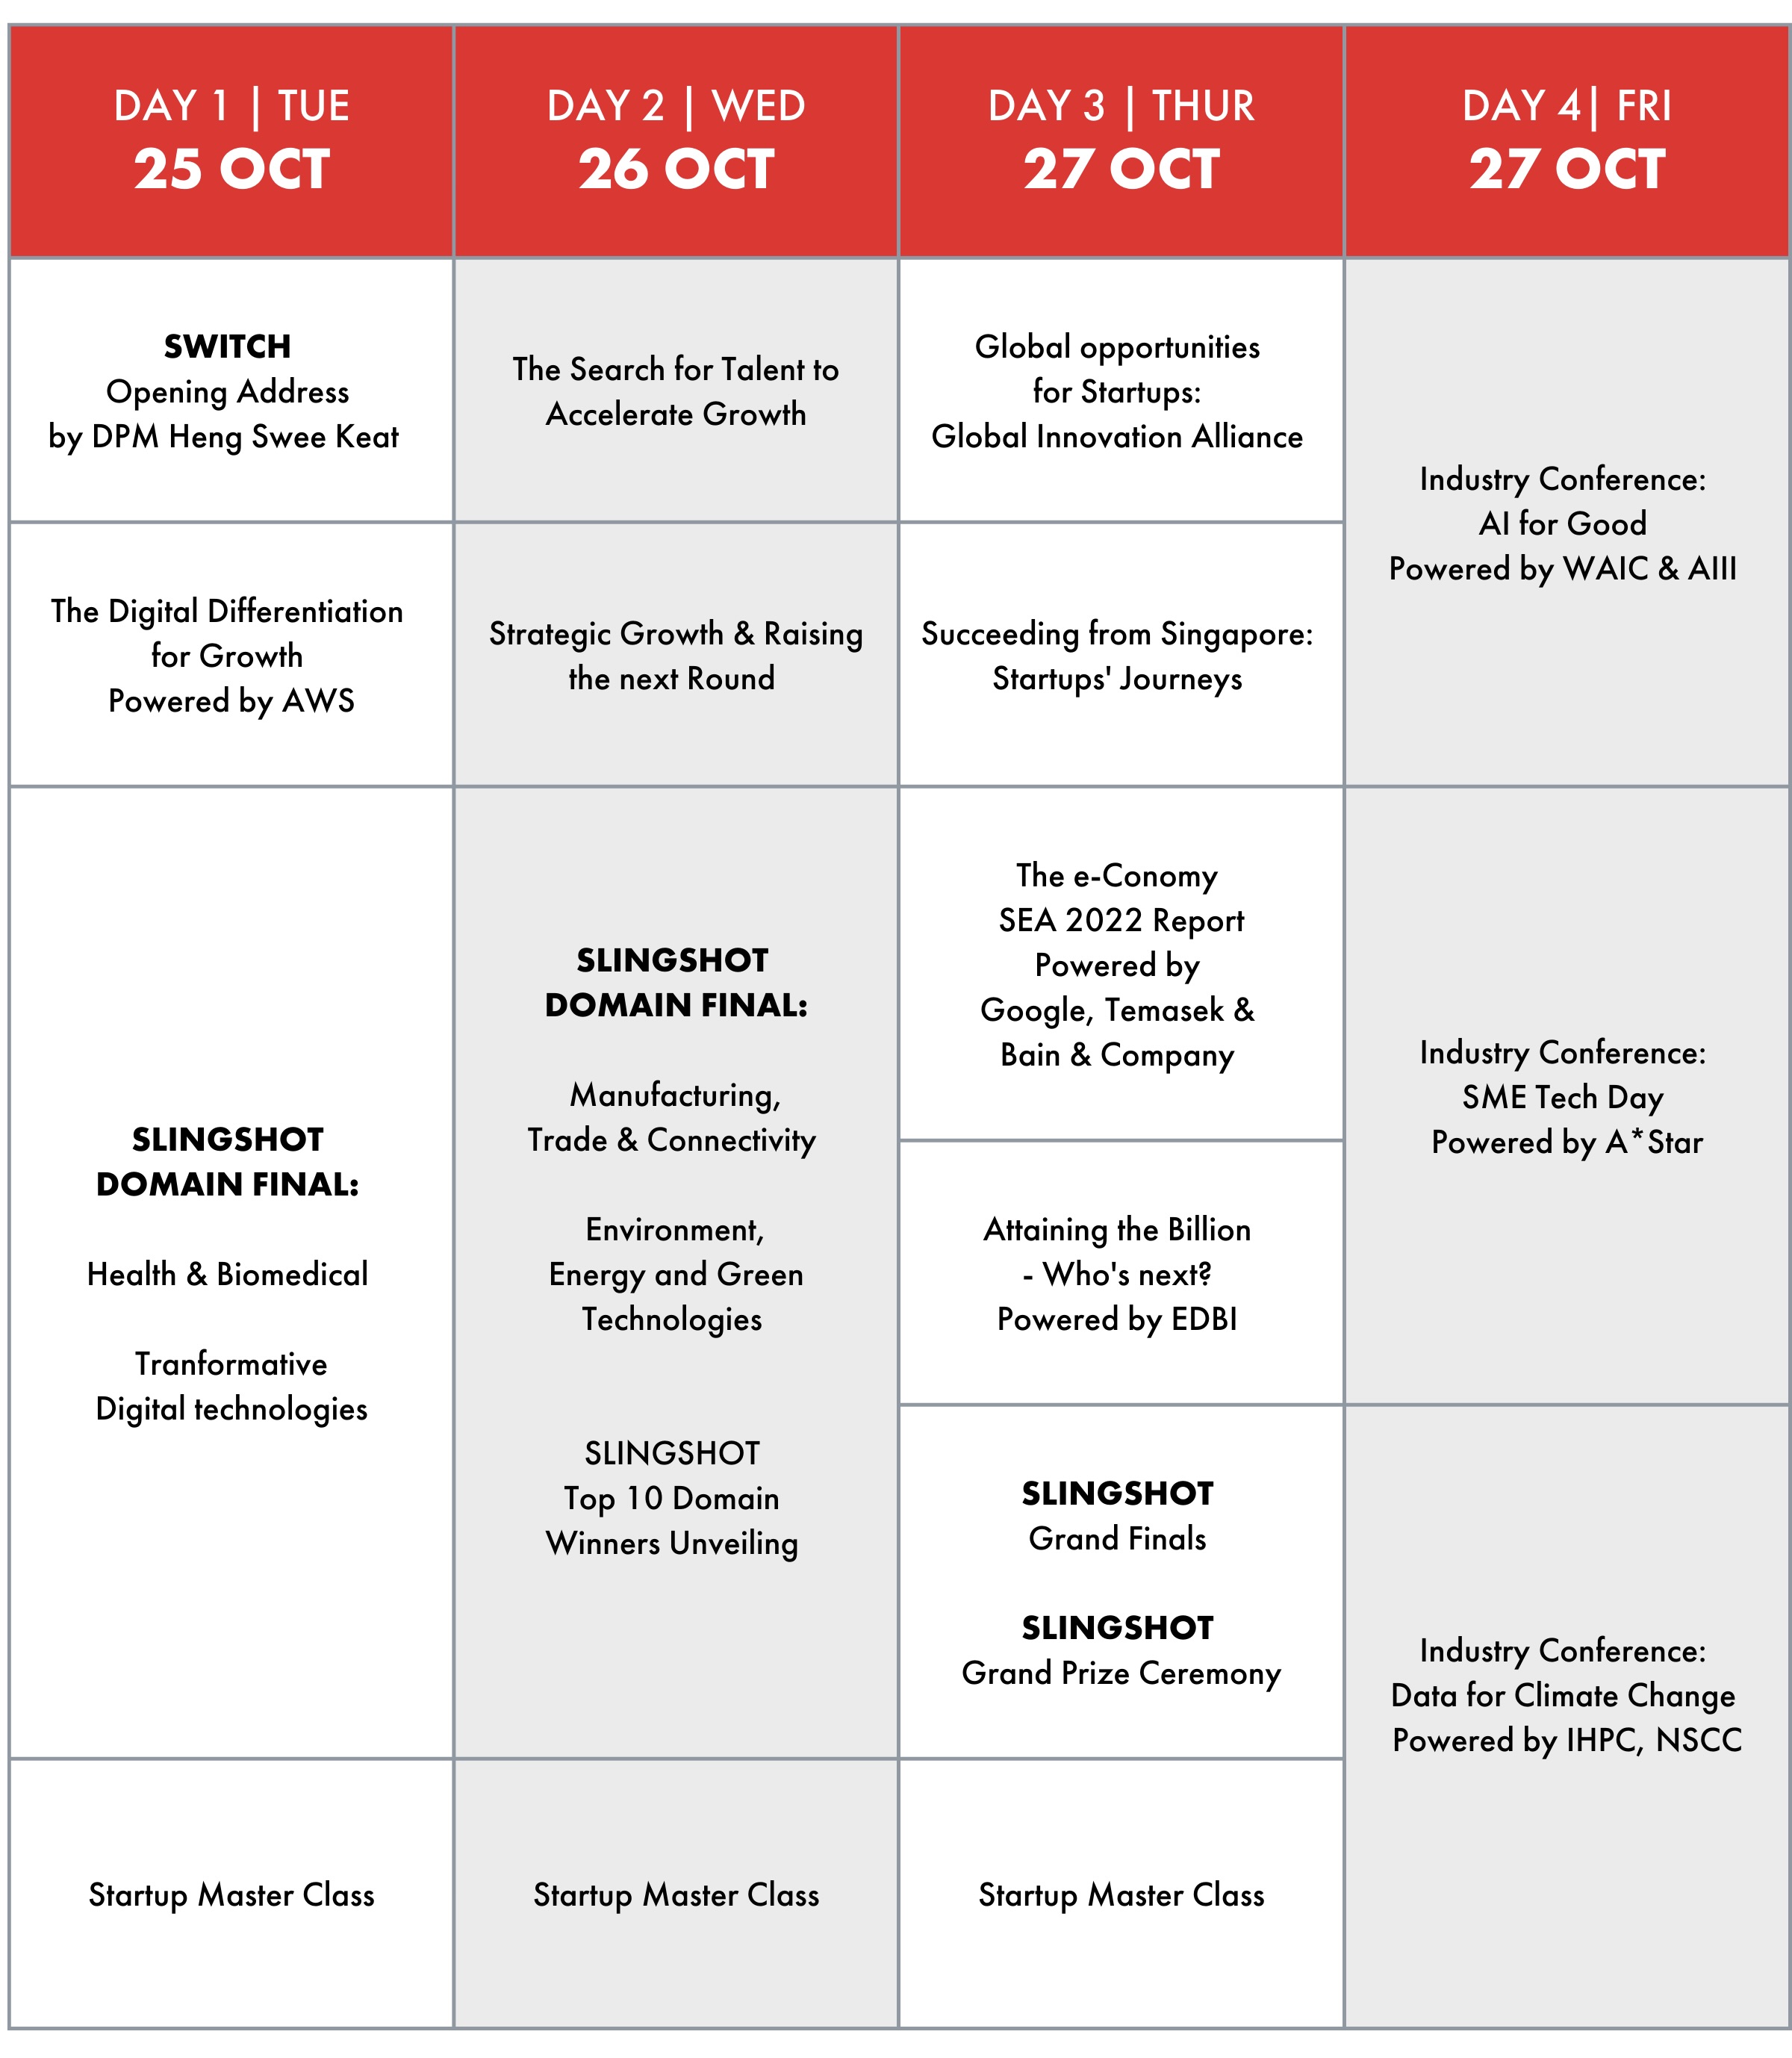 DAY 1 | TUE
25 OCT
DAY 2 | WED
26 OCT
DAY 3 | THUR
27 OCT
DAY 4| FRI
27 OCT
SWITCH
Opening Address
by DPM Heng Swee Keat
The Digital Differentiation
for Growth
Powered by AWS
SLINGSHOT
DOMAIN FINAL:
Health & Biomedical
Tranformative
Digital technologies
Startup Master Class
The Search for Talent to
Accelerate Growth
Strategic Growth & Raising
the next Round
SLINGSHOT
DOMAIN FINAL:
Manufacturing,
Trade & Connectivity
Environment,
Energy and Green
Technologies
SLINGSHOT
Top 10 Domain
Winners Unveiling
Startup Master Class
Global opportunities
for Startups:
Global Innovation Alliance
Succeeding from Singapore:
Startups' Journeys
The e-Conomy
SEA 2022 Report
Powered by
Google, Temasek &
Bain & Company
Attaining the Billion
- Who's next?
Powered by EDBI
SLINGSHOT
Grand Finals
SLINGSHOT
Grand Prize Ceremony
Startup Master Class
Industry Conference:
AI for Good
Powered by WAIC & AIII
Industry Conference:
SME Tech Day
Powered by A*Star
Industry Conference:
Data for Climate Change
Powered by IHPC, NSCC